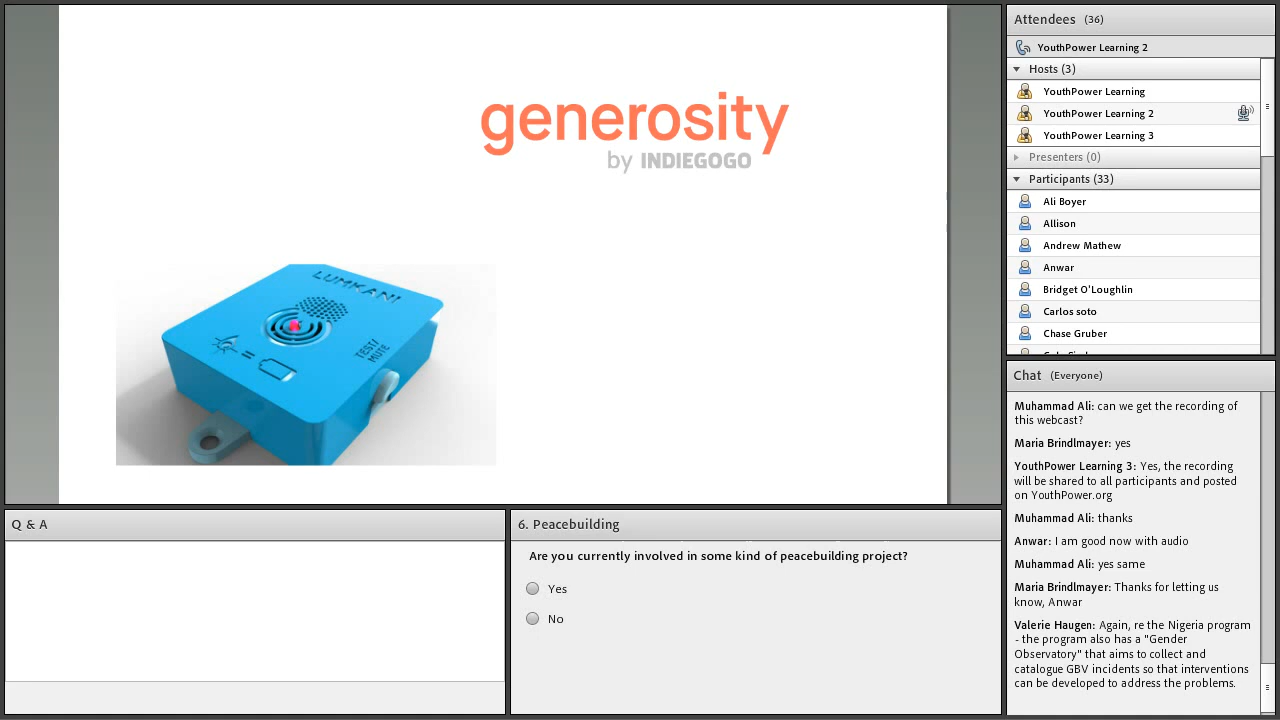 generosity
by INDIEGOGO
LUMKANI
TEST/
MUTE
Q & A
6. Peacebuilding
Are you currently involved in some kind of peacebuilding project?
Yes
No
Attendees (36)
YouthPower Learning 2
Hosts (3)
YouthPower Learning
YouthPower Learning 2
YouthPower Learning 3
Presenters (0)
Participants (33)
Ali Boyer
Allison
Andrew Mathew
Anwar
Bridget O'Loughlin
Carlos soto
Chase Gruber
Chat (Everyone)
Muhammad Ali: can we get the recording of
this webcast?
Maria Brindlmayer: yes
YouthPower Learning 3: Yes, the recording
will be shared to all participants and posted
on YouthPower.org
Muhammad Ali: thanks
Anwar: I am good now with audio
Muhammad Ali: yes same
Maria Brindlmayer: Thanks for letting us
know, Anwar
Valerie Haugen: Again, re the Nigeria program
- the program also has a "Gender
Observatory" that aims to collect and
catalogue GBV incidents so that interventions
can be developed to address the problems.